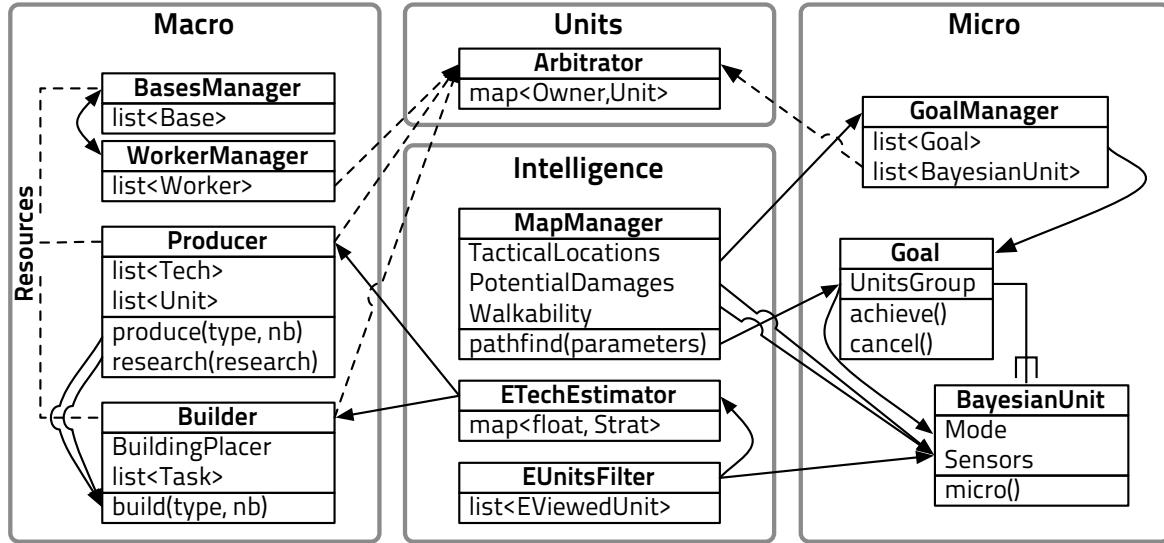 Macro
BasesManager
list<Base>
WorkerManager
list<Worker>
Resources
Producer
list<Tech>
list<Unit>
produce(type, nb)
research(research)
Builder
BuildingPlacer
list<Task>
build(type, nb)
Units
Arbitrator
map<Owner,Unit>
Intelligence
MapManager
TacticalLocations
PotentialDamages
Walkability
pathfind(parameters)
ETechEstimator
map<float, Strat>
EUnitsFilter
list<EViewedUnit>
Micro
GoalManager
list<Goal>
list<BayesianUnit>
Goal
UnitsGroup
achieve()
cancel()
BayesianUnit
Mode
Sensors
micro()